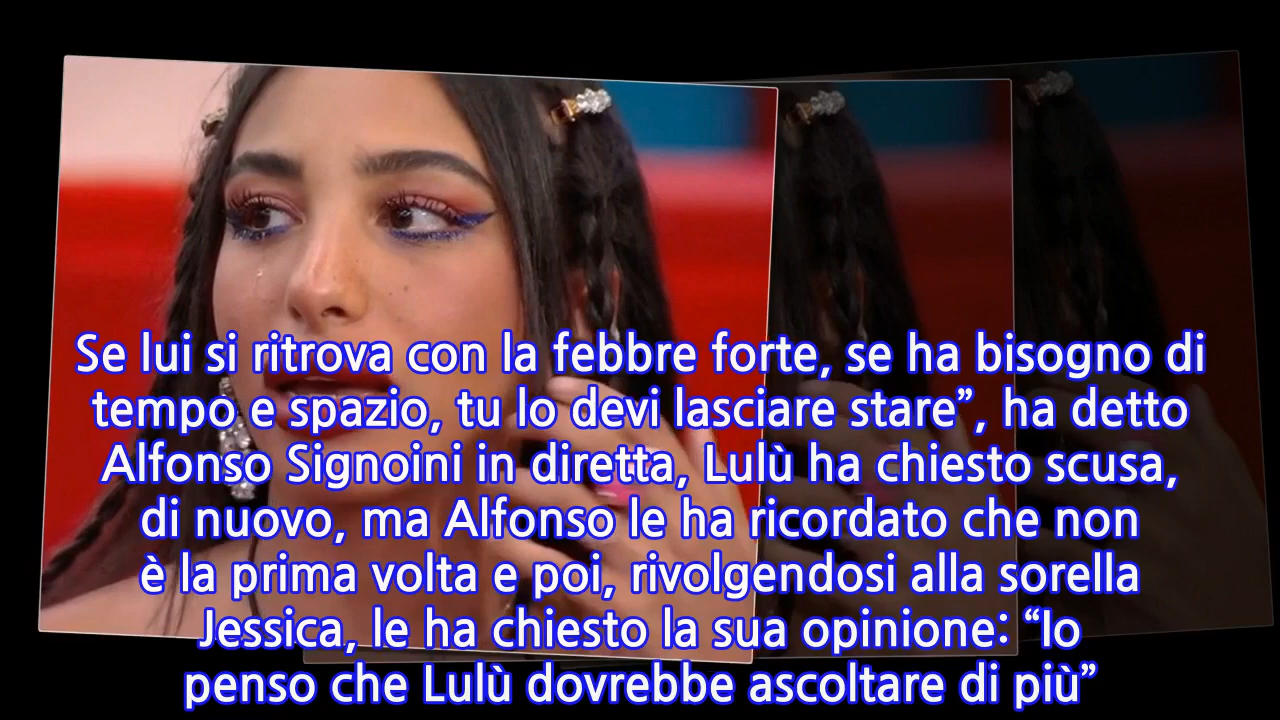 Se lui si ritrova con la febbre forte, se ha bisogno di
tempo e spazio, tu lo devi lasciare stare”, ha detto
Alfonso Signoini in diretta, Lulù ha chiesto scusa,
di nuovo, ma Alfonso le ha ricordato che non
è la prima volta e poi, rivolgendosi alla sorella
Jessica, le ha chiesto la sua opinione: “Io
penso che Lulù dovrebbe ascoltare di più”